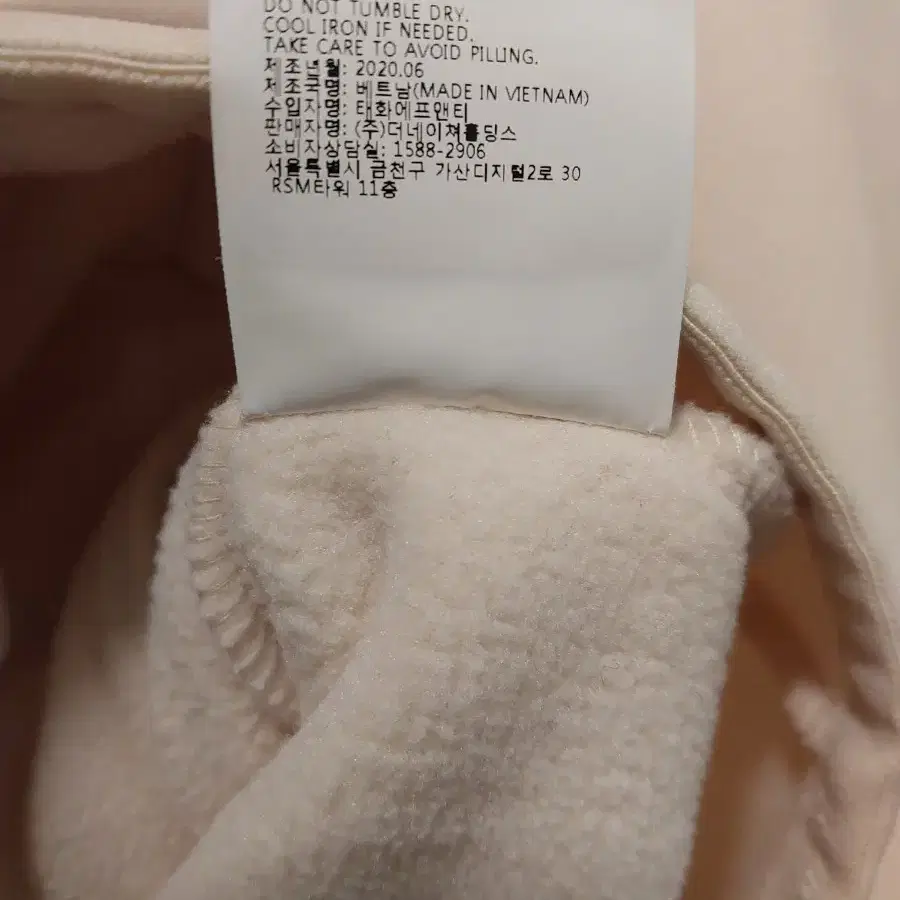 DO NOT TUMBLE DRY.
COOL IRON IF NEEDED.
TAKE CARE TO AVOID PILLING.
제조년월: 2020.06
제조국명: 베트남(MADE IN VIETNAM)
수입자명: 태화에프앤티
판매자명: (주)더네이쳐홀딩스
소비자상담실: 1588-2906
서울특별시 금천구 가산디지털2로 30
RSM타워 11층